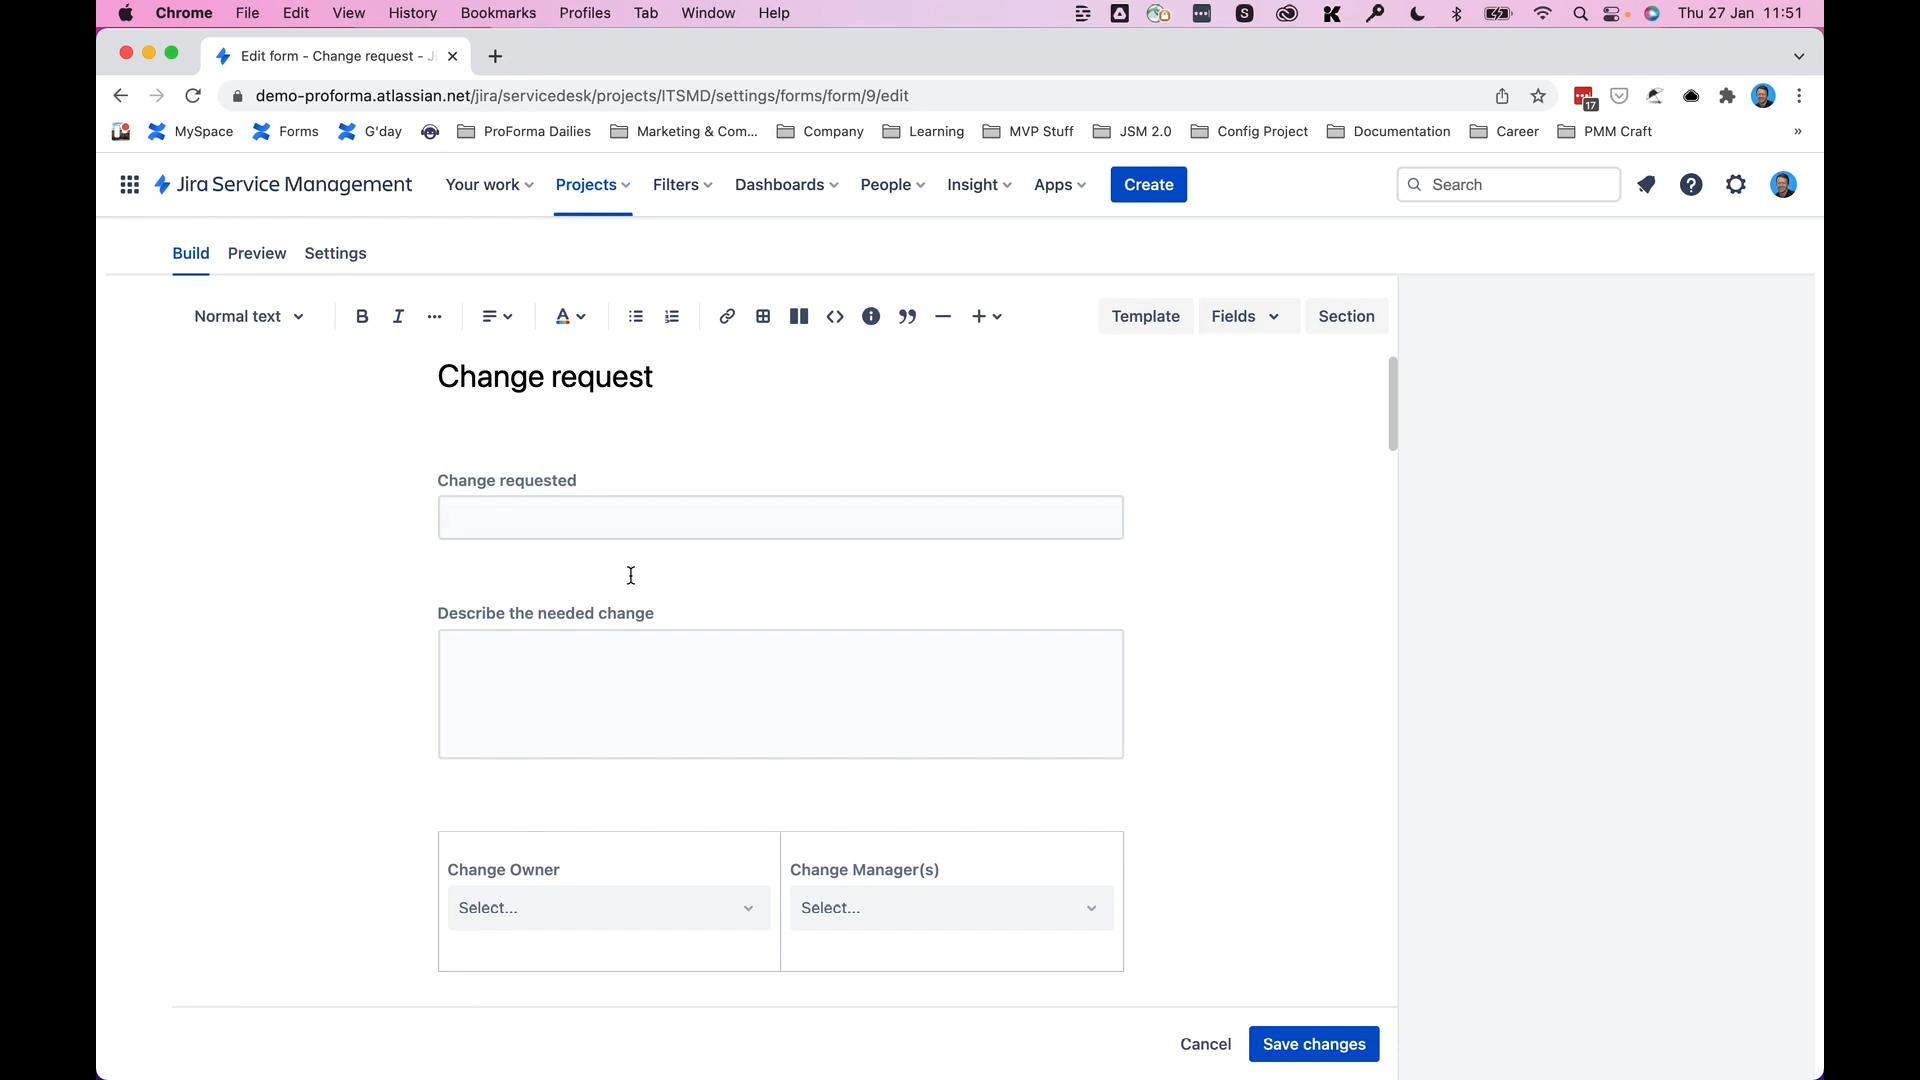 Chrome File Edit View History Bookmarks Profiles Tab Window Help Thu 27 Jan 11:51
Edit form - Change request - Ji
demo-proforma.atlassian.net/jira/servicedesk/projects/ITSMD/settings/forms/form/9/edit 17
MySpace Forms G'day ProForma Dailies Marketing & Com... Company Learning MVP Stuff JSM 2.0 Config Project Documentation Career PMM Craft »
Jira Service Management Your work Projects Filters Dashboards People Insight Apps Create Search
Build Preview Settings
Normal text B I ... A Template Fields Section
Change request
Change requested
Describe the needed change
Change Owner Change Manager(s)
Select... Select...
Cancel Save changes